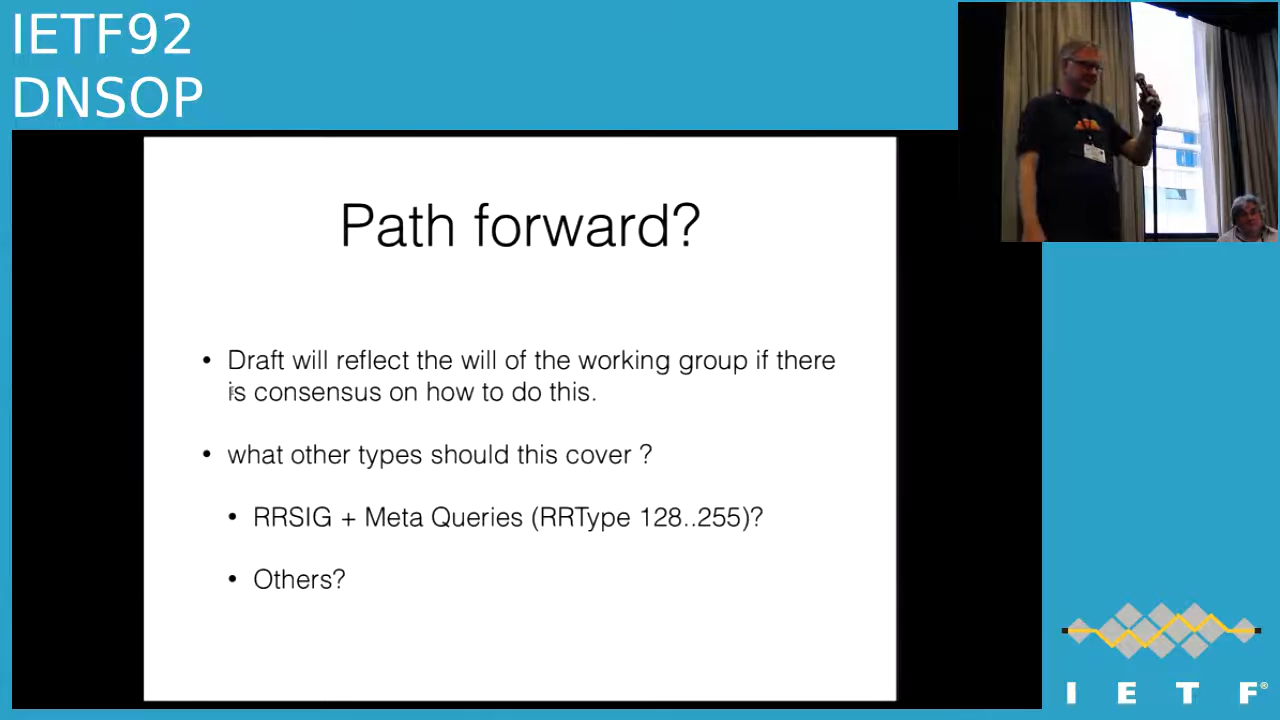 IETF92
DNSOP
Path forward?
• Draft will reflect the will of the working group if there
is consensus on how to do this.
• what other types should this cover ?
• RRSIG + Meta Queries (RRType 128..255)?
• Others?
I E T F®